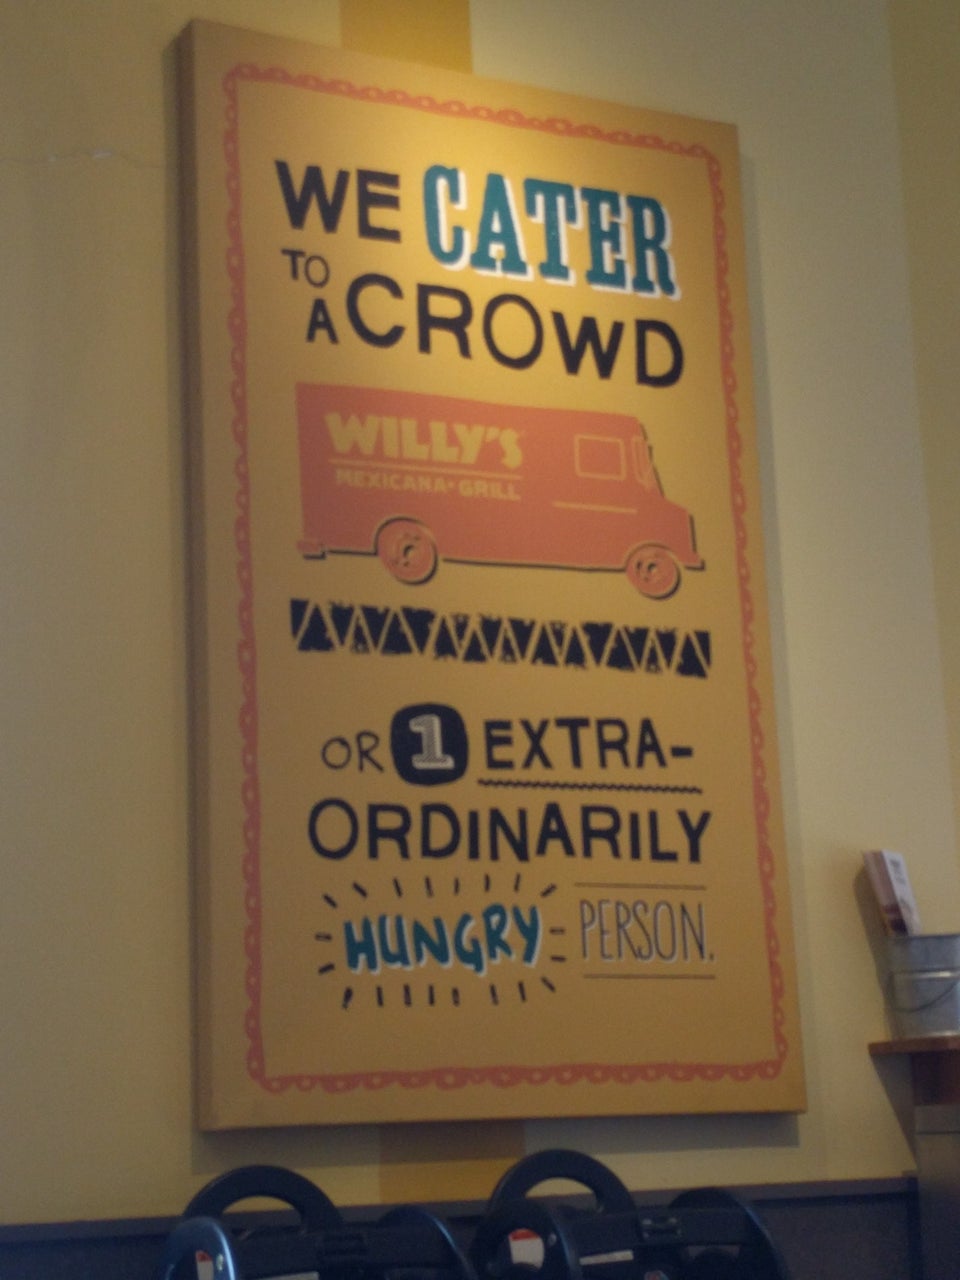 WE CATER
TO
A CROWD
WILLY'S
MEXICANA • GRILL
OR 1 EXTRA-
ORDINARILY
HUNGRY PERSON.